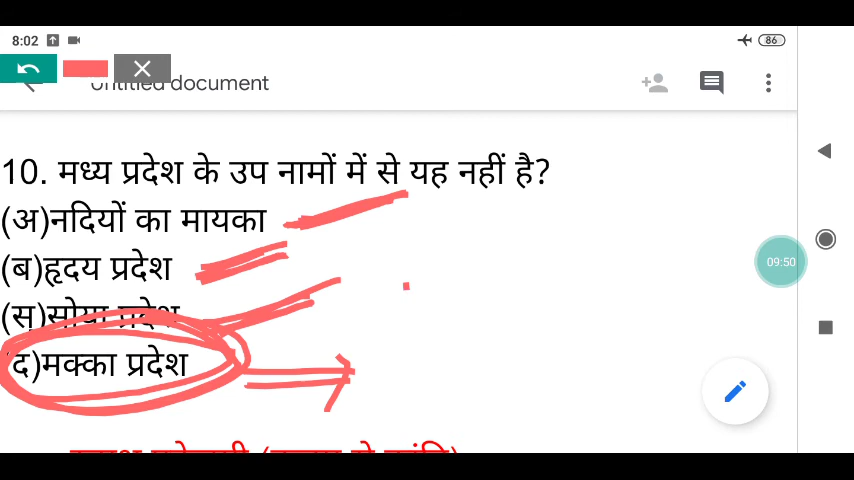 8:02
86
Untitled document
10. मध्य प्रदेश के उप नामों में से यह नहीं है?
(अ)नदियों का मायका
(ब)हृदय प्रदेश
09:50
(स)सोया प्रदेश
(द)मक्का प्रदेश